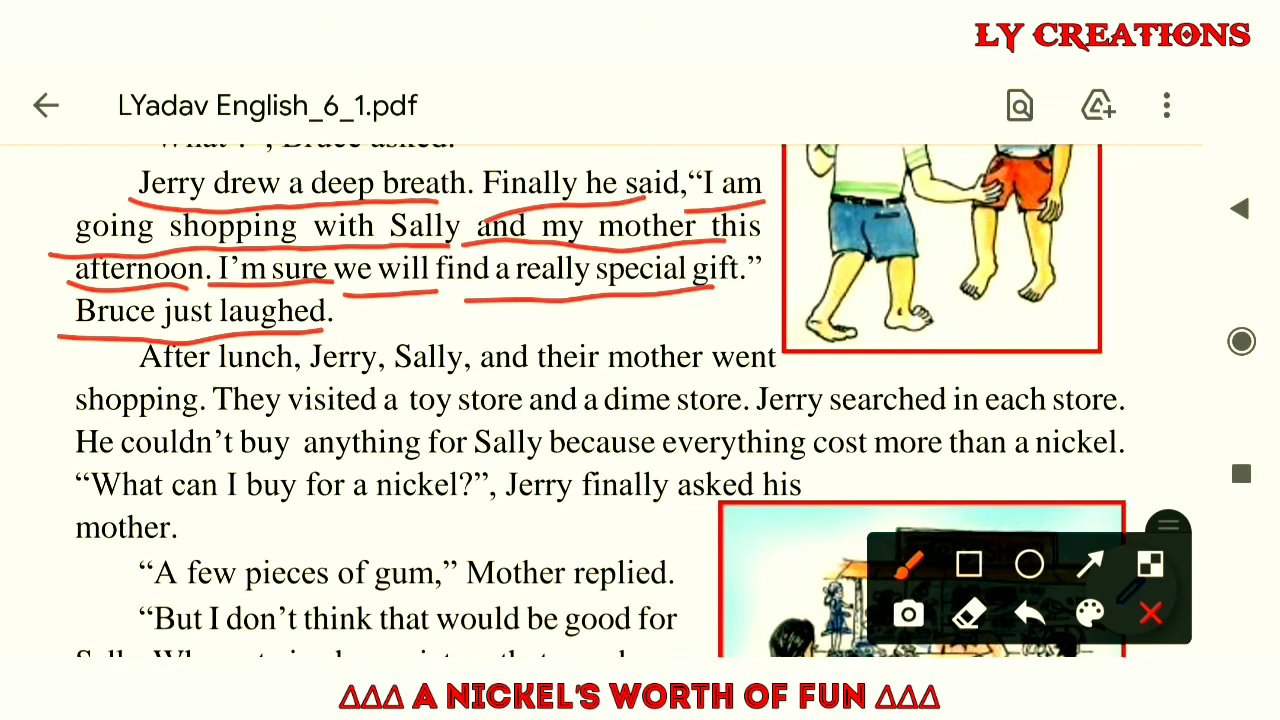 LY CREATIONS
LYadav English_6_1.pdf
"What ?", Bruce asked.
Jerry drew a deep breath. Finally he said,“I am
going shopping with Sally and my mother this
afternoon. I’m sure we will find a really special gift.”
Bruce just laughed.
After lunch, Jerry, Sally, and their mother went
shopping. They visited a toy store and a dime store. Jerry searched in each store.
He couldn’t buy anything for Sally because everything cost more than a nickel.
“What can I buy for a nickel?”, Jerry finally asked his
mother.
“A few pieces of gum,” Mother replied.
“But I don’t think that would be good for
∆∆∆ A NICKEL'S WORTH OF FUN ∆∆∆